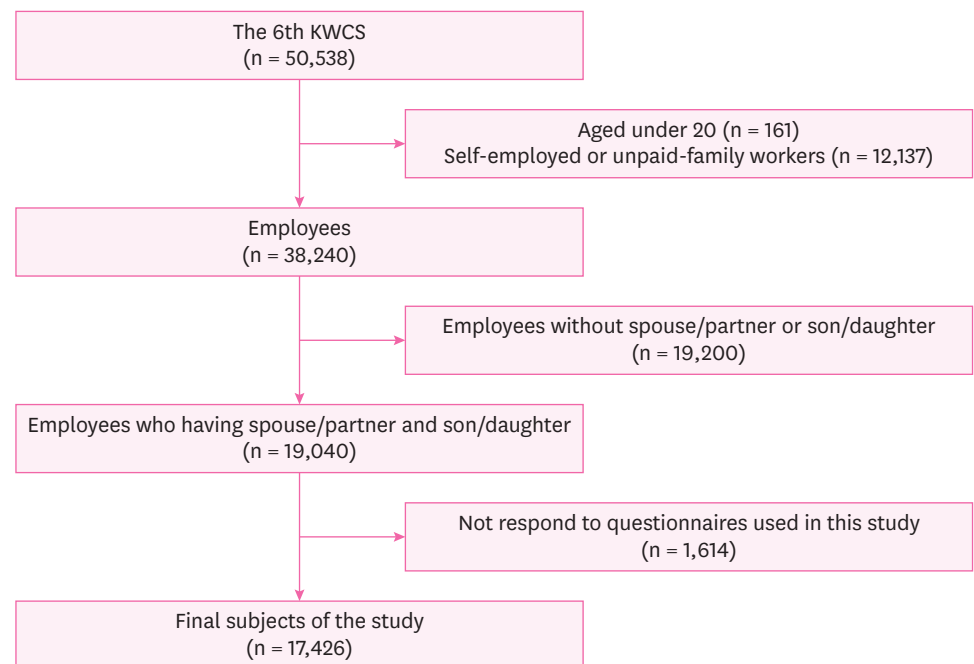 The 6th KWCS
(n = 50,538)
Aged under 20 (n = 161)
Self-employed or unpaid-family workers (n = 12,137)
Employees
(n = 38,240)
Employees without spouse/partner or son/daughter
(n = 19,200)
Employees who having spouse/partner and son/daughter
(n = 19,040)
Not respond to questionnaires used in this study
(n = 1,614)
Final subjects of the study
(n = 17,426)